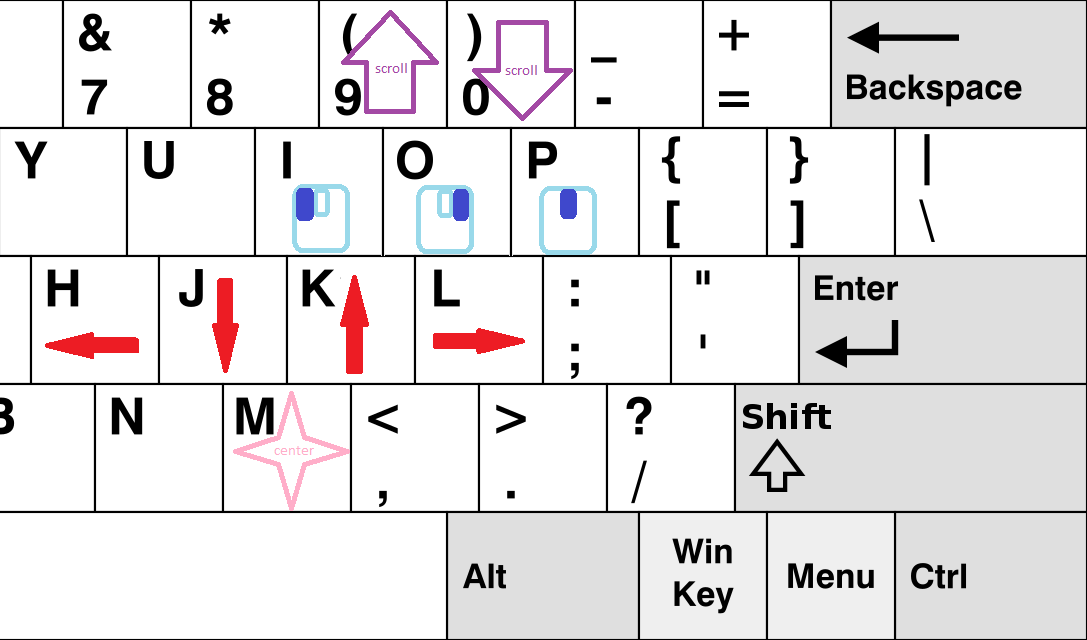 & * ( ) _ +
scroll scroll
7 8 9 0 - = Backspace
Y U I O P { } |
[ ] \
H J K L : " Enter
; '
B N M < > ? Shift
center
, . /
Alt Win Key Menu Ctrl